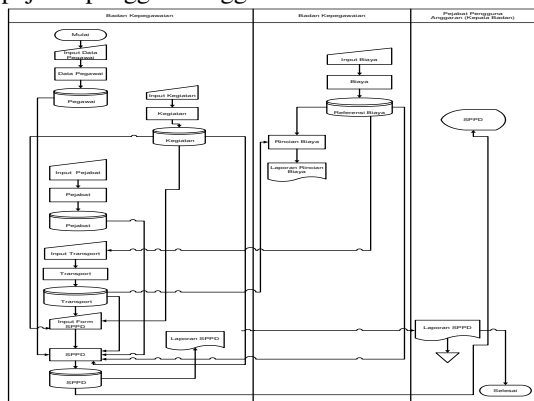 Badan Kepegawaian
Badan Kepegawaian
Pejabat Pengguna
Anggaran (Kepala Badan)
Mulai
Input Data
Pegawai
Data Pegawai
Pegawai
Input Kegiatan
Kegiatan
Kegiatan
Input Pejabat
Pejabat
Pejabat
Input Transport
Transport
Transport
Input Form
SPPD
SPPD
SPPD
Laporan SPPD
Input Biaya
Biaya
Referensi Biaya
Rincian Biaya
Laporan Rincian
Biaya
SPPD
Laporan SPPD
Selesai